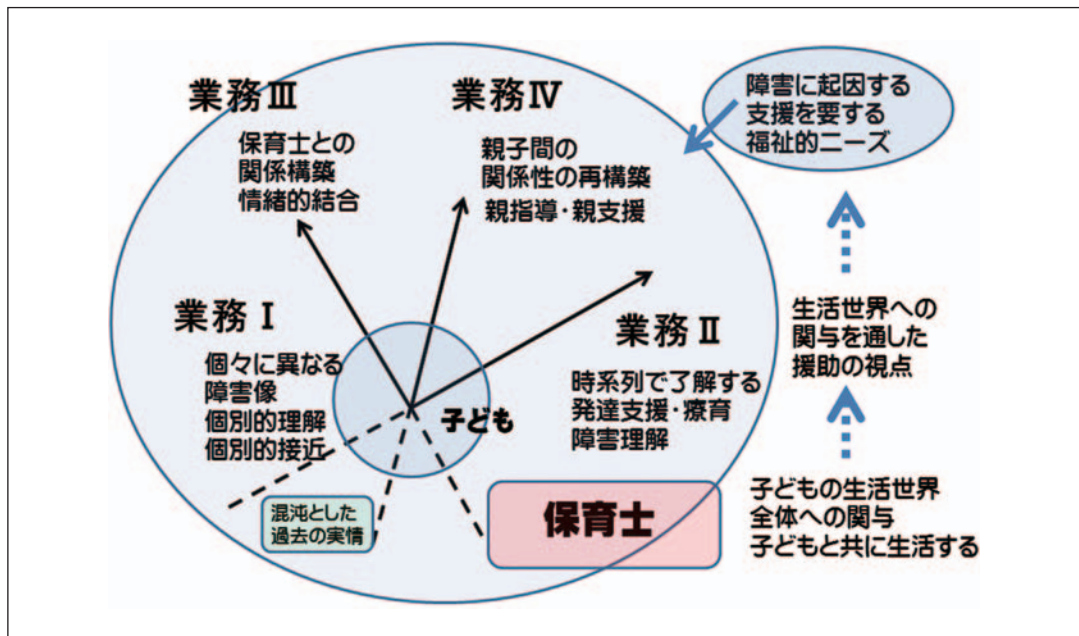 業務Ⅲ
保育士との
関係構築
情緒的結合
業務Ⅳ
親子間の
関係性の再構築
親指導・親支援
障害に起因する
支援を要する
福祉的ニーズ
業務Ⅰ
個々に異なる
障害像
個別的理解
個別的接近
子ども
業務Ⅱ
時系列で了解する
発達支援・療育
障害理解
生活世界への
関与を通した
援助の視点
混沌とした
過去の実情
保育士
子どもの生活世界
全体への関与
子どもと共に生活する